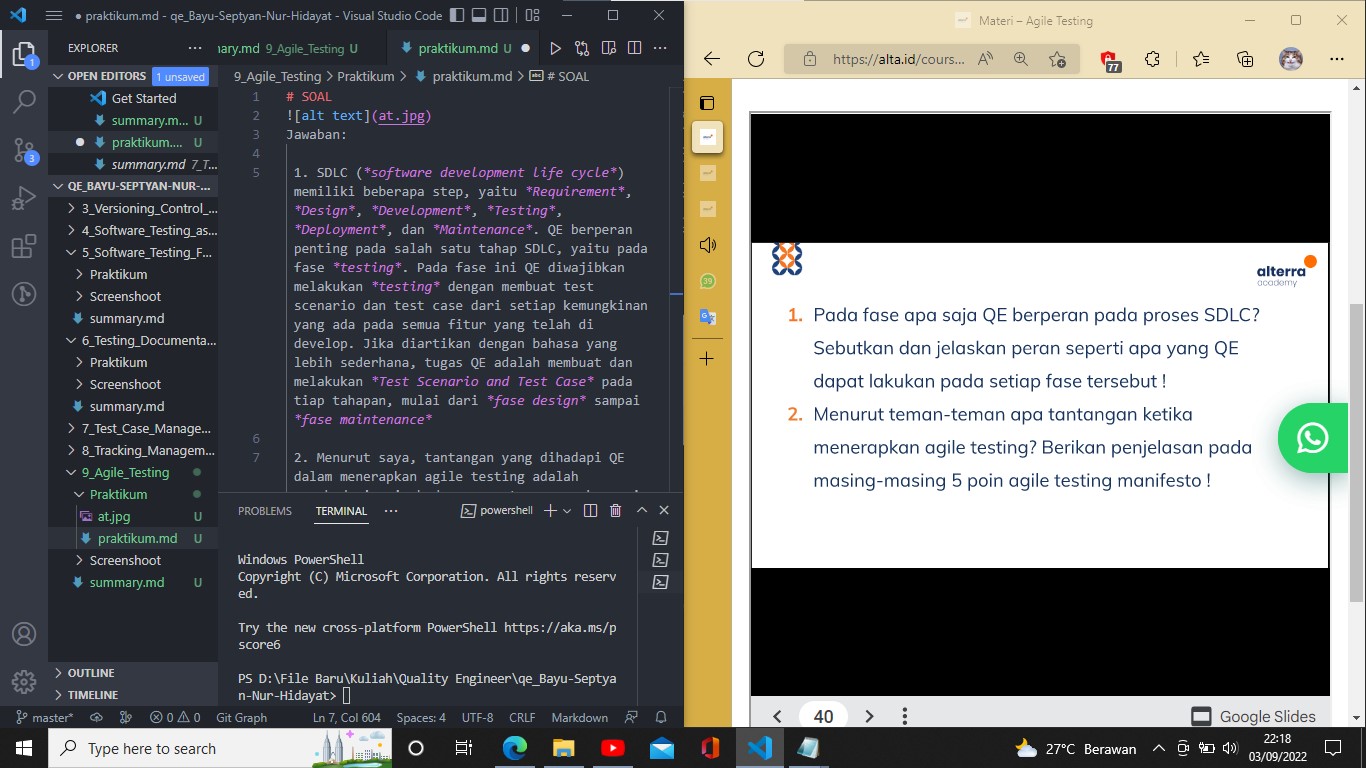 praktikum.md - qe_Bayu-Septyan-Nur-Hidayat - Visual Studio Code
EXPLORER
OPEN EDITORS 1 unsaved
Get Started
summary.m... U
praktikum.... U
summary.md 7_T...
QE_BAYU-SEPTYAN-NUR-...
3_Versioning_Control_...
4_Software_Testing_as...
5_Software_Testing_F...
Praktikum
Screenshoot
summary.md
6_Testing_Documenta...
Praktikum
Screenshoot
summary.md
7_Test_Case_Manage...
8_Tracking_Managem...
9_Agile_Testing
Praktikum
at.jpg U
praktikum.md U
Screenshoot
summary.md U
OUTLINE
TIMELINE
1
3
mary.md 9_Agile_Testing U
praktikum.md U
9_Agile_Testing > Praktikum > praktikum.md > # SOAL
1 # SOAL
2 ![alt text](at.jpg)
3 Jawaban:
4
5 1. SDLC (*software development life cycle*)
memiliki beberapa step, yaitu *Requirement*,
*Design*, *Development*, *Testing*,
*Deployment*, dan *Maintenance*. QE berperan
penting pada salah satu tahap SDLC, yaitu pada
fase *testing*. Pada fase ini QE diwajibkan
melakukan *testing* dengan membuat test
scenario dan test case dari setiap kemungkinan
yang ada pada semua fitur yang telah di
develop. Jika diartikan dengan bahasa yang
lebih sederhana, tugas QE adalah membuat dan
melakukan *Test Scenario and Test Case* pada
tiap tahapan, mulai dari *fase design* sampai
*fase maintenance*
6
7 2. Menurut saya, tantangan yang dihadapi QE
dalam menerapkan agile testing adalah
PROBLEMS TERMINAL
powershell
Windows PowerShell
Copyright (C) Microsoft Corporation. All rights reserv
ed.
Try the new cross-platform PowerShell https://aka.ms/p
score6
PS D:\File Baru\Kuliah\Quality Engineer\qe_Bayu-Septya
n-Nur-Hidayat>
master* 0 0 Git Graph Ln 7, Col 604 Spaces: 4 UTF-8 CRLF Markdown
Materi – Agile Testing
https://alta.id/cours...
77
39
alterra
academy
1. Pada fase apa saja QE berperan pada proses SDLC?
Sebutkan dan jelaskan peran seperti apa yang QE
dapat lakukan pada setiap fase tersebut !
2. Menurut teman-teman apa tantangan ketika
menerapkan agile testing? Berikan penjelasan pada
masing-masing 5 poin agile testing manifesto !
40
Google Slides
Type here to search
27°C Berawan
22:18
03/09/2022